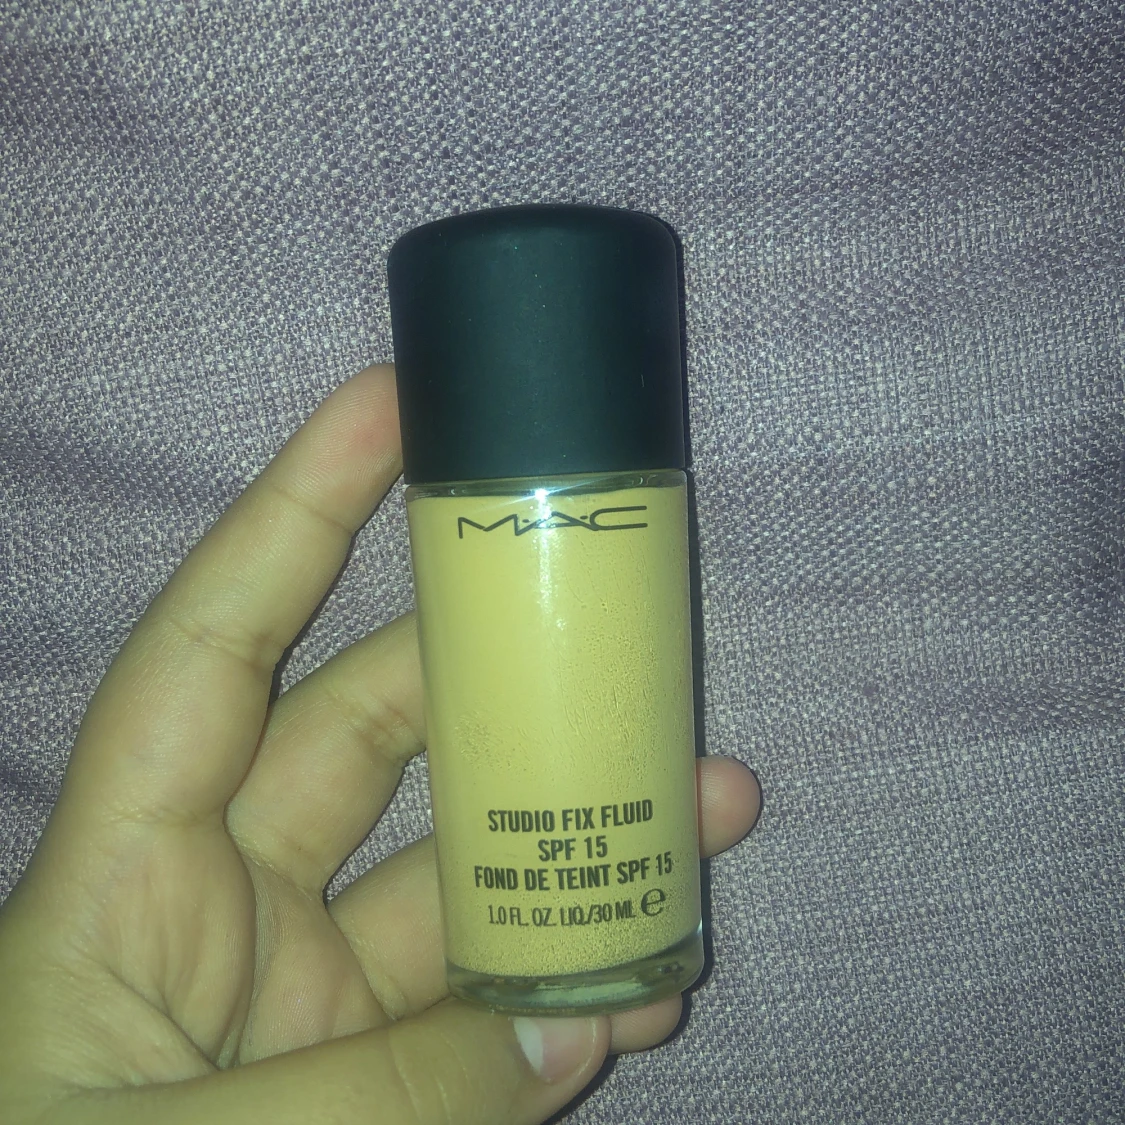 M·A·C
STUDIO FIX FLUID
SPF 15
FOND DE TEINT SPF 15
1.0 FL. OZ. LIQ./30 ML ℮